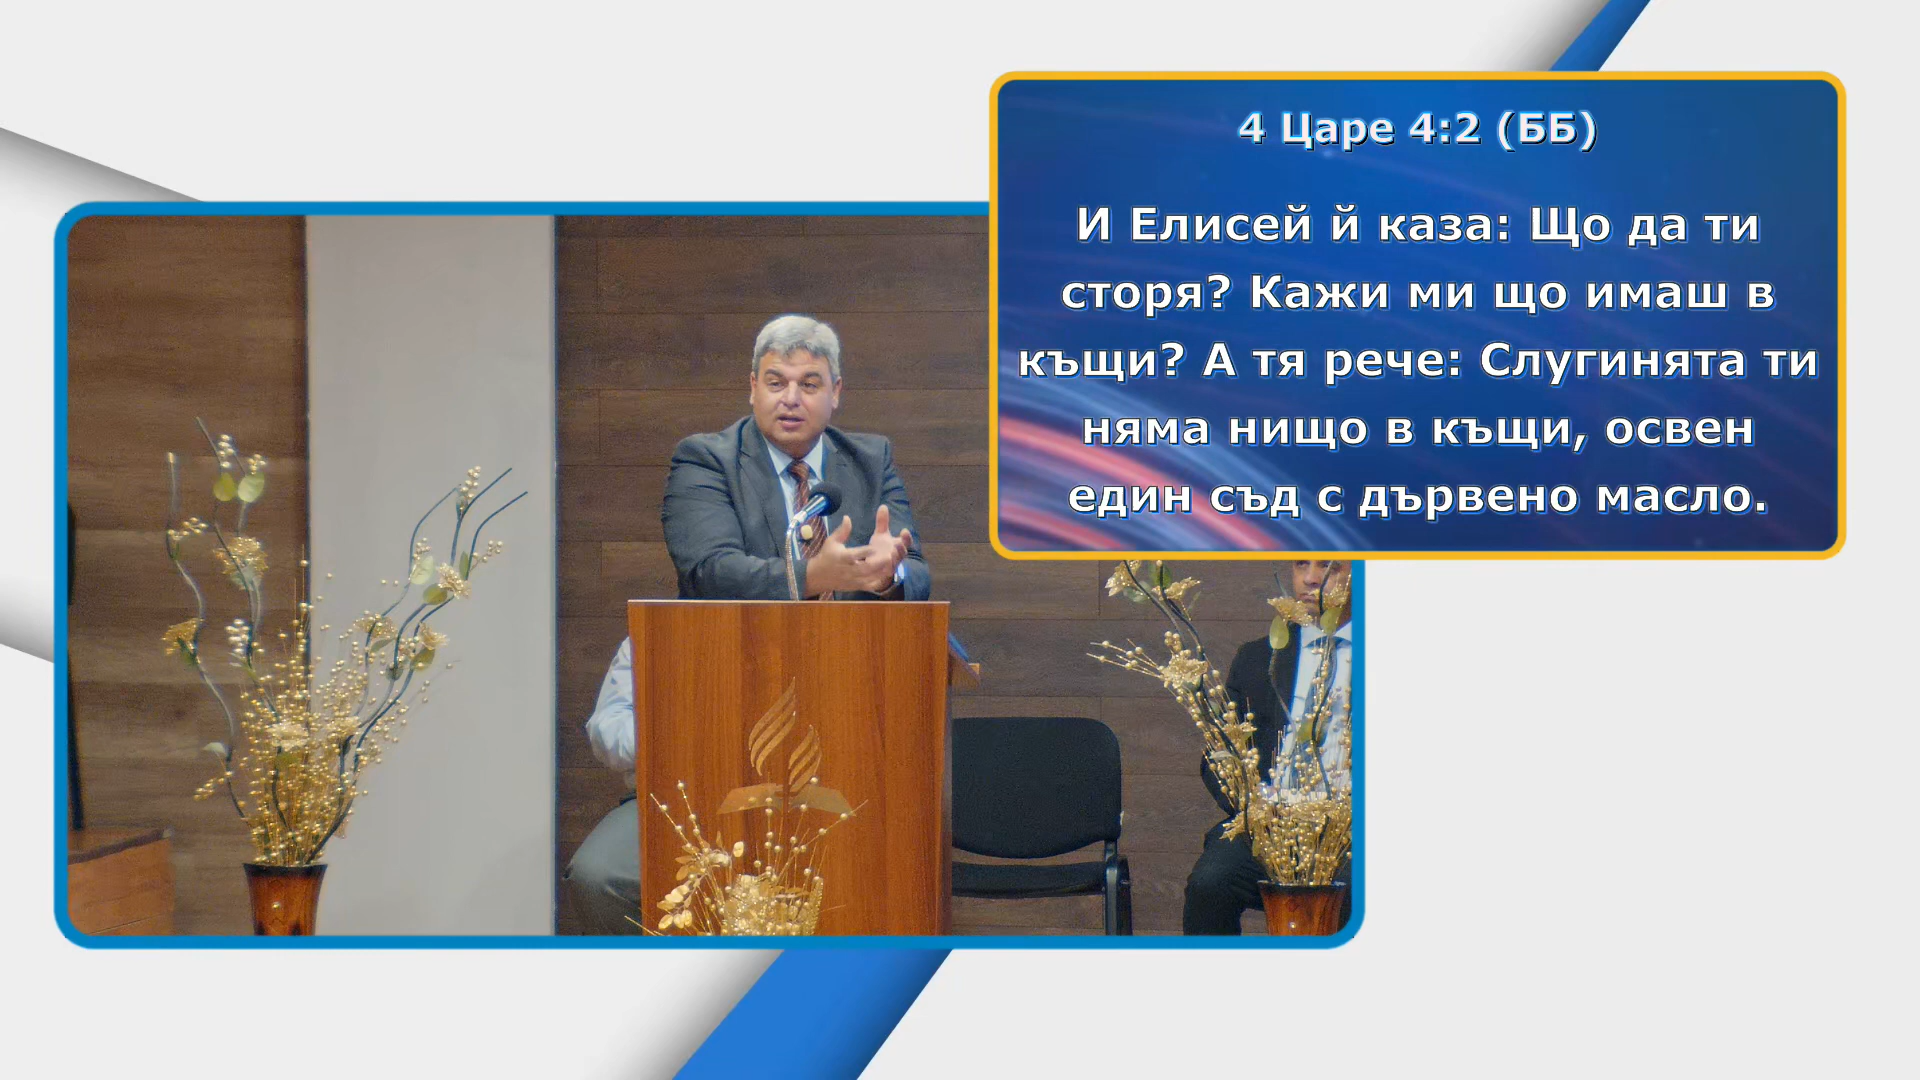 4 Царе 4:2 (ББ)
И Елисей й каза: Що да ти
сторя? Кажи ми що имаш в
къщи? А тя рече: Слугинята ти
няма нищо в къщи, освен
един съд с дървено масло.